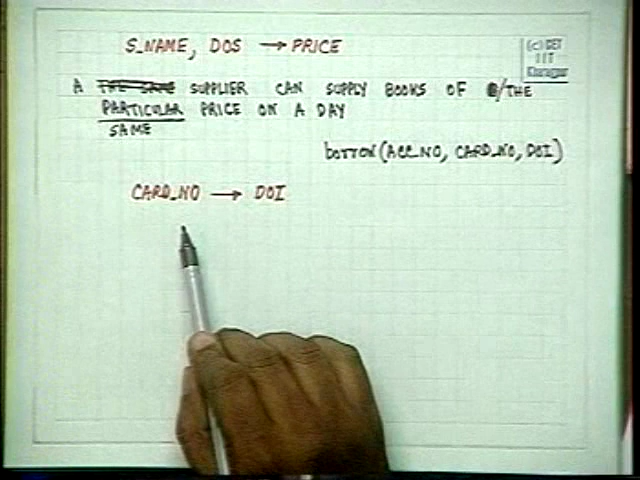 S_NAME, DOS → PRICE
(c) CET
I I T
Kharagpur
A THE SAME SUPPLIER CAN SUPPLY BOOKS OF /THE
PARTICULAR PRICE ON A DAY
SAME
borrow(ACC_NO, CARD_NO, DOI)
CARD_NO → DOI